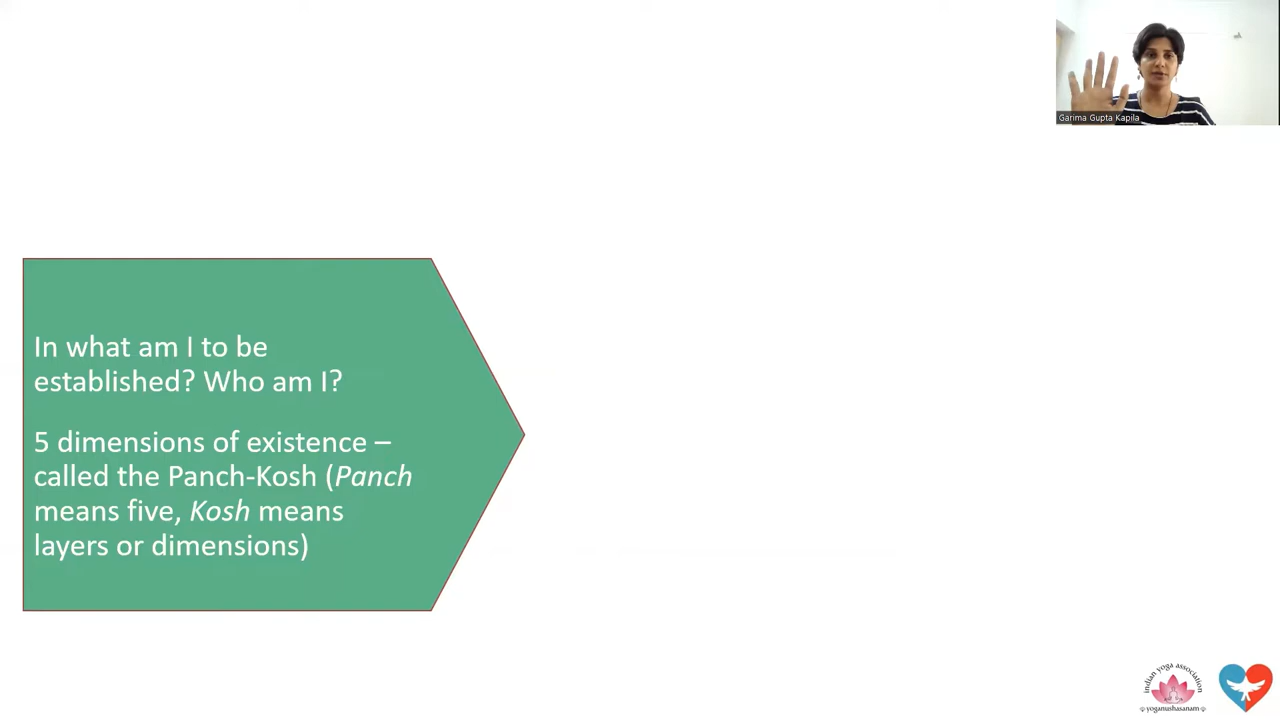 Garima Gupta Kapila
In what am I to be
established? Who am I?
5 dimensions of existence –
called the Panch-Kosh (Panch
means five, Kosh means
layers or dimensions)
indian yoga association
yoganushasanam